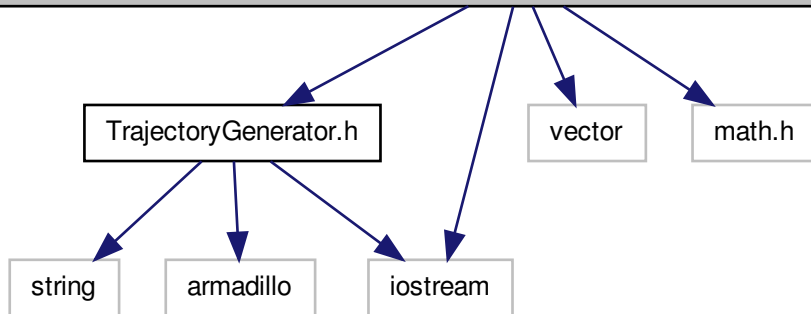 TrajectoryGenerator.h
vector
math.h
string
armadillo
iostream